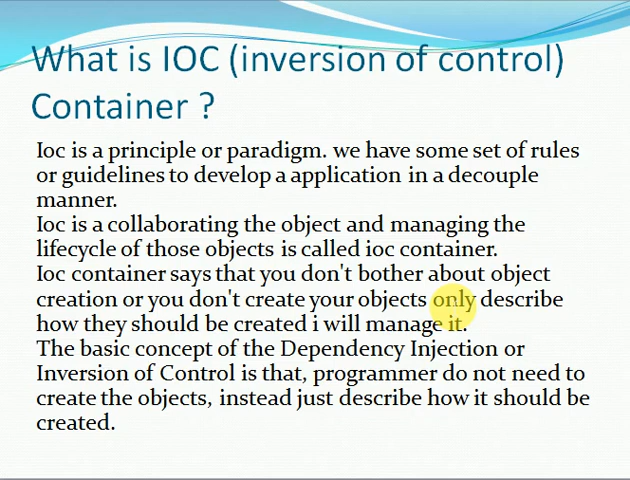 What is IOC (inversion of control)
Container ?
Ioc is a principle or paradigm. we have some set of rules
or guidelines to develop a application in a decouple
manner.
Ioc is a collaborating the object and managing the
lifecycle of those objects is called ioc container.
Ioc container says that you don't bother about object
creation or you don't create your objects only describe
how they should be created i will manage it.
The basic concept of the Dependency Injection or
Inversion of Control is that, programmer do not need to
create the objects, instead just describe how it should be
created.